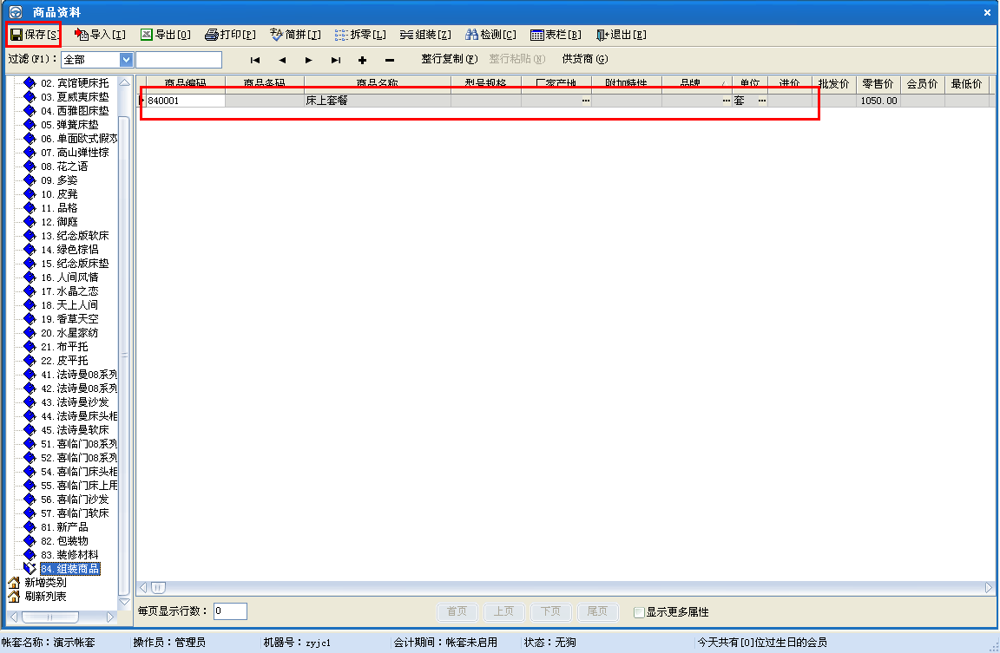 商品资料
保存[S] 导入[I] 导出[O] 打印[P] 简拼[J] 拆零[L] 组装[Z] 检测[C] 表栏[B] 退出[E]
过滤(F1)： 全部 整行复制(F) 整行粘贴(N) 供货商(G)
商品编码 商品条码 商品名称 型号规格 厂家产地 附加特性 品牌 单位 进价 批发价 零售价 会员价 最低价
840001 床上套餐 ... ... 套 ... 1050.00
02.宾馆硬床托
03.夏威夷床垫
04.西雅图床垫
05.弹簧床垫
06.单面欧式假
07.高山弹性棕
08.花之语
09.多姿
10.皮凳
11.品格
12.御庭
13.纪念版软床
14.绿色棕侣
15.纪念版床垫
16.人间风情
17.水晶之恋
18.天上人间
19.香草天空
20.水星家纺
21.布平托
22.皮平托
41.法诗曼08系列
42.法诗曼08系列
43.法诗曼沙发
44.法诗曼床头柜
45.法诗曼软床
51.喜临门08系列
52.喜临门08系列
54.喜临门床头柜
55.喜临门床上用
56.喜临门沙发
57.喜临门软床
81.新产品
82.包装物
83.装修材料
84.组装商品
新增类别
刷新列表
每页显示行数： 0 首页 上页 下页 尾页 显示更多属性
帐套名称：演示帐套 操作员：管理员 机器号：zyjc1 会计期间：帐套未启用 状态：无狗 今天共有[0]位过生日的会员